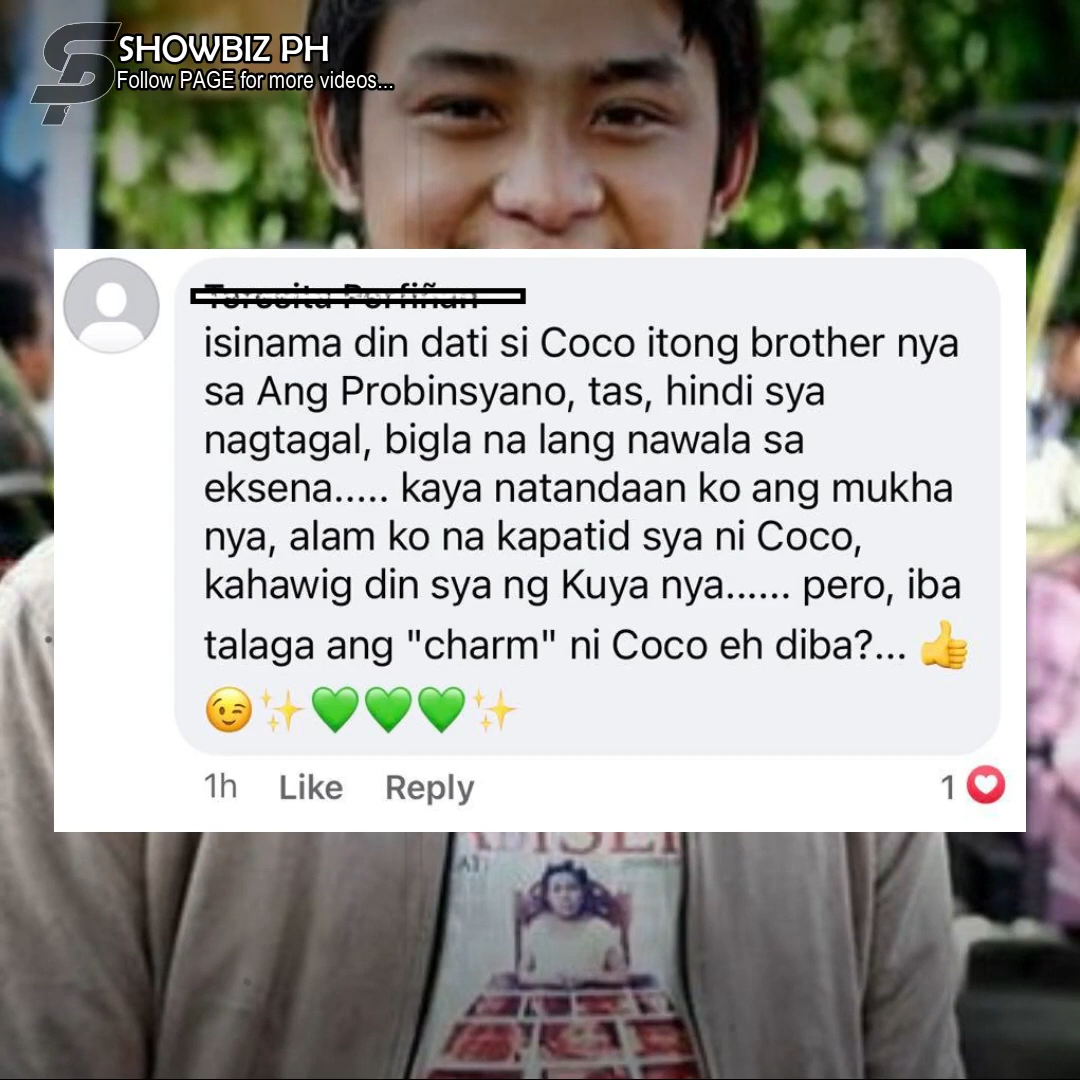 SHOWBIZ PH
Follow PAGE for more videos...
isinama din dati si Coco itong brother nya
sa Ang Probinsyano, tas, hindi sya
nagtagal, bigla na lang nawala sa
eksena..... kaya natandaan ko ang mukha
nya, alam ko na kapatid sya ni Coco,
kahawig din sya ng Kuya nya...... pero, iba
talaga ang "charm" ni Coco eh diba?... 👍
😉✨💚💚💚✨
1h Like Reply 1